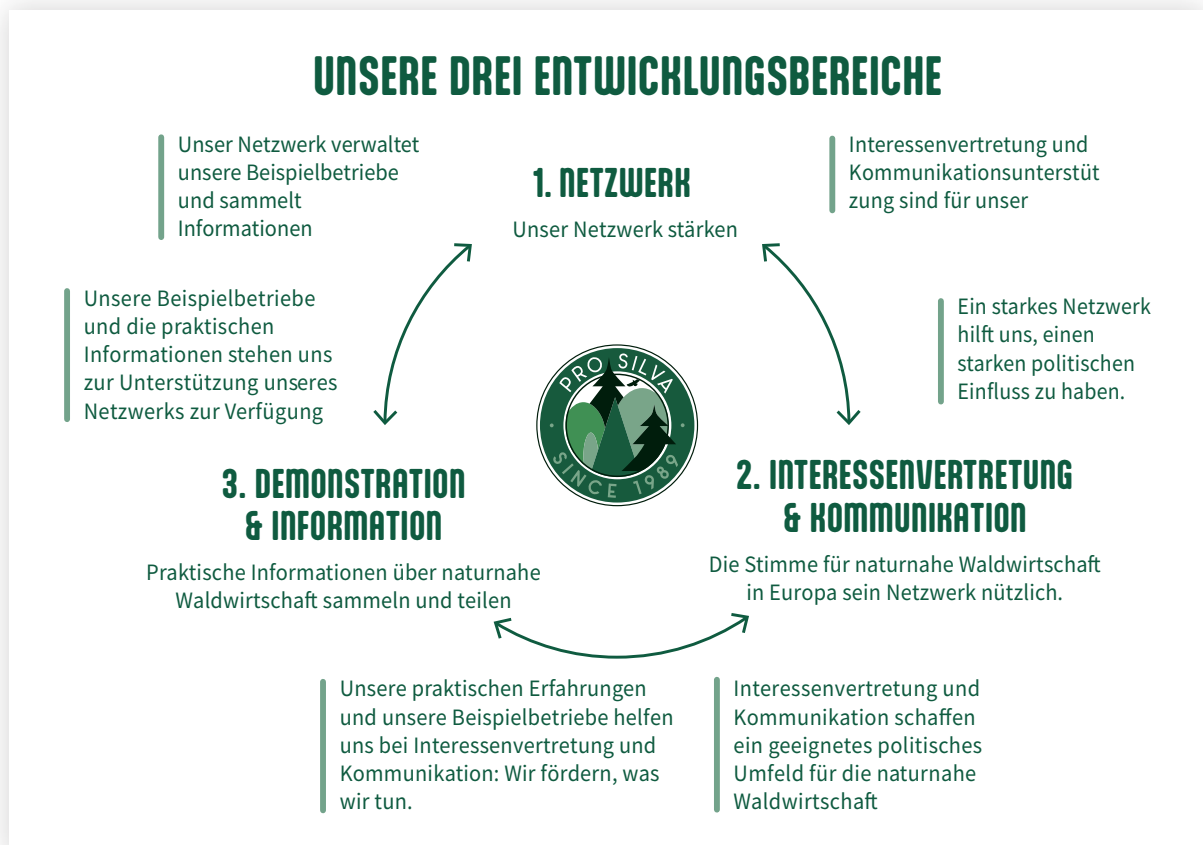 UNSERE DREI ENTWICKLUNGSBEREICHE
Unser Netzwerk verwaltet
unsere Beispielbetriebe
und sammelt
Informationen
1. NETZWERK
Unser Netzwerk stärken
Interessenvertretung und
Kommunikationsunterstüt
zung sind für unser
Unsere Beispielbetriebe
und die praktischen
Informationen stehen uns
zur Unterstützung unseres
Netzwerks zur Verfügung
Ein starkes Netzwerk
hilft uns, einen
starken politischen
Einfluss zu haben.
PRO SILVA
SINCE 1989
3. DEMONSTRATION
& INFORMATION
Praktische Informationen über naturnahe
Waldwirtschaft sammeln und teilen
2. INTERESSENVERTRETUNG
& KOMMUNIKATION
Die Stimme für naturnahe Waldwirtschaft
in Europa sein Netzwerk nützlich.
Unsere praktischen Erfahrungen
und unsere Beispielbetriebe helfen
uns bei Interessenvertretung und
Kommunikation: Wir fördern, was
wir tun.
Interessenvertretung und
Kommunikation schaffen
ein geeignetes politisches
Umfeld für die naturnahe
Waldwirtschaft